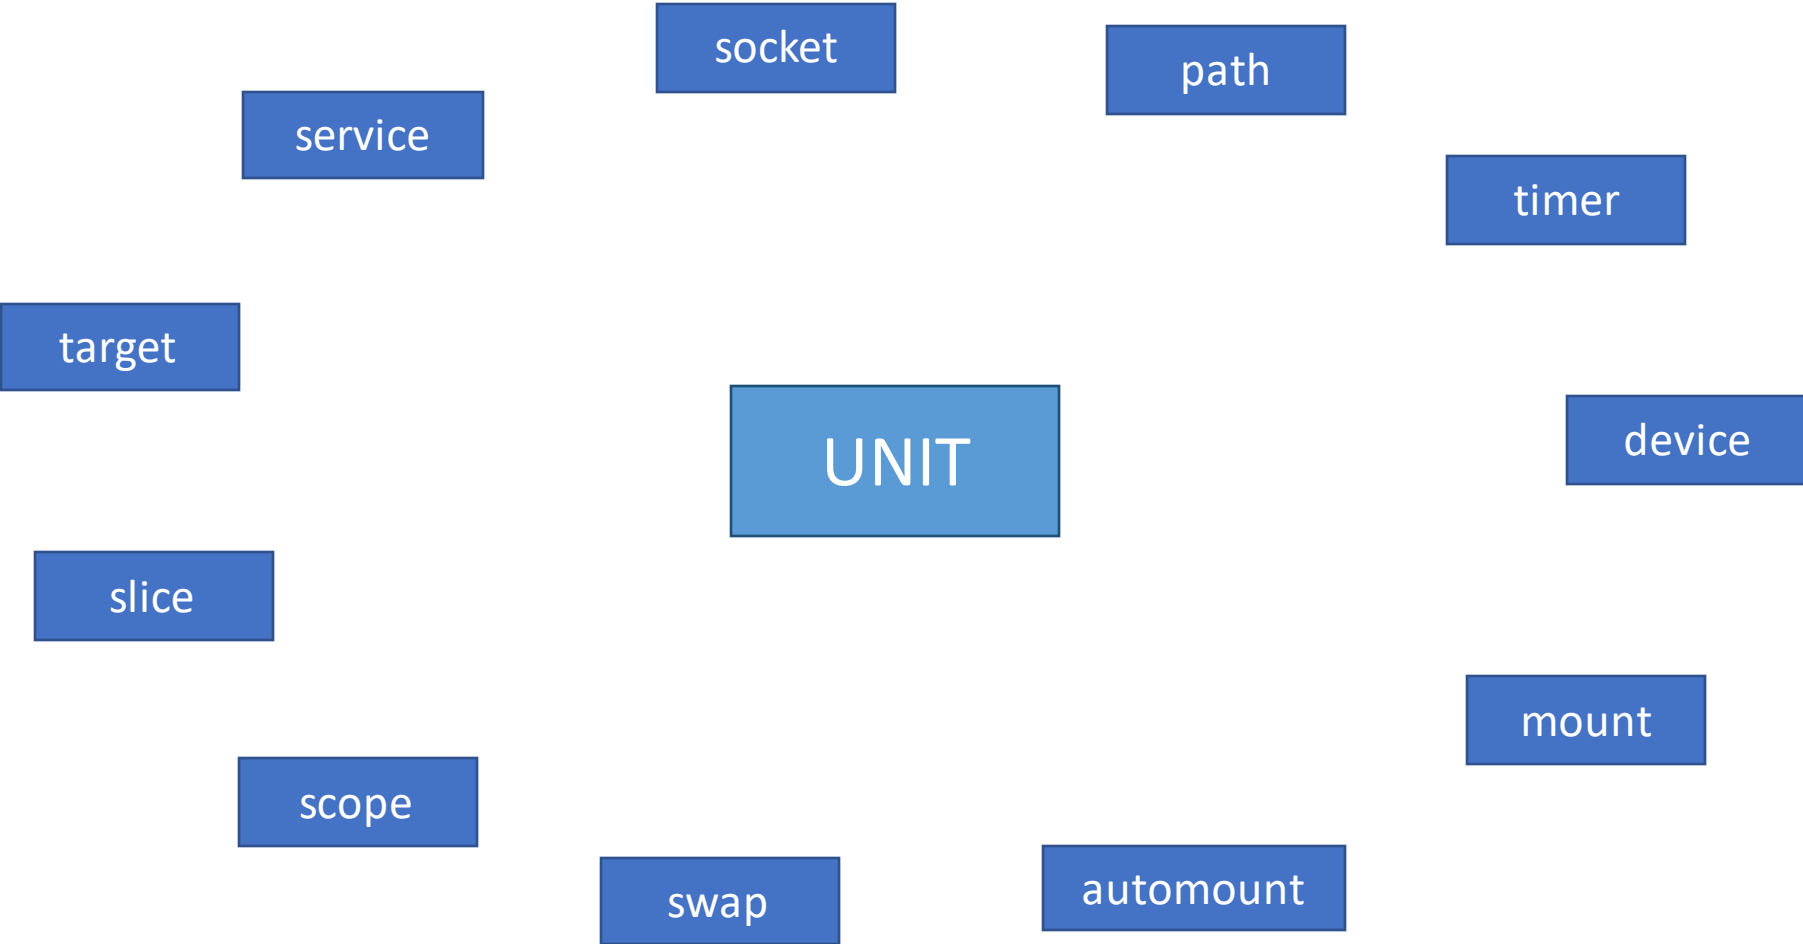 socket
path
service
timer
target
UNIT
device
slice
mount
scope
automount
swap